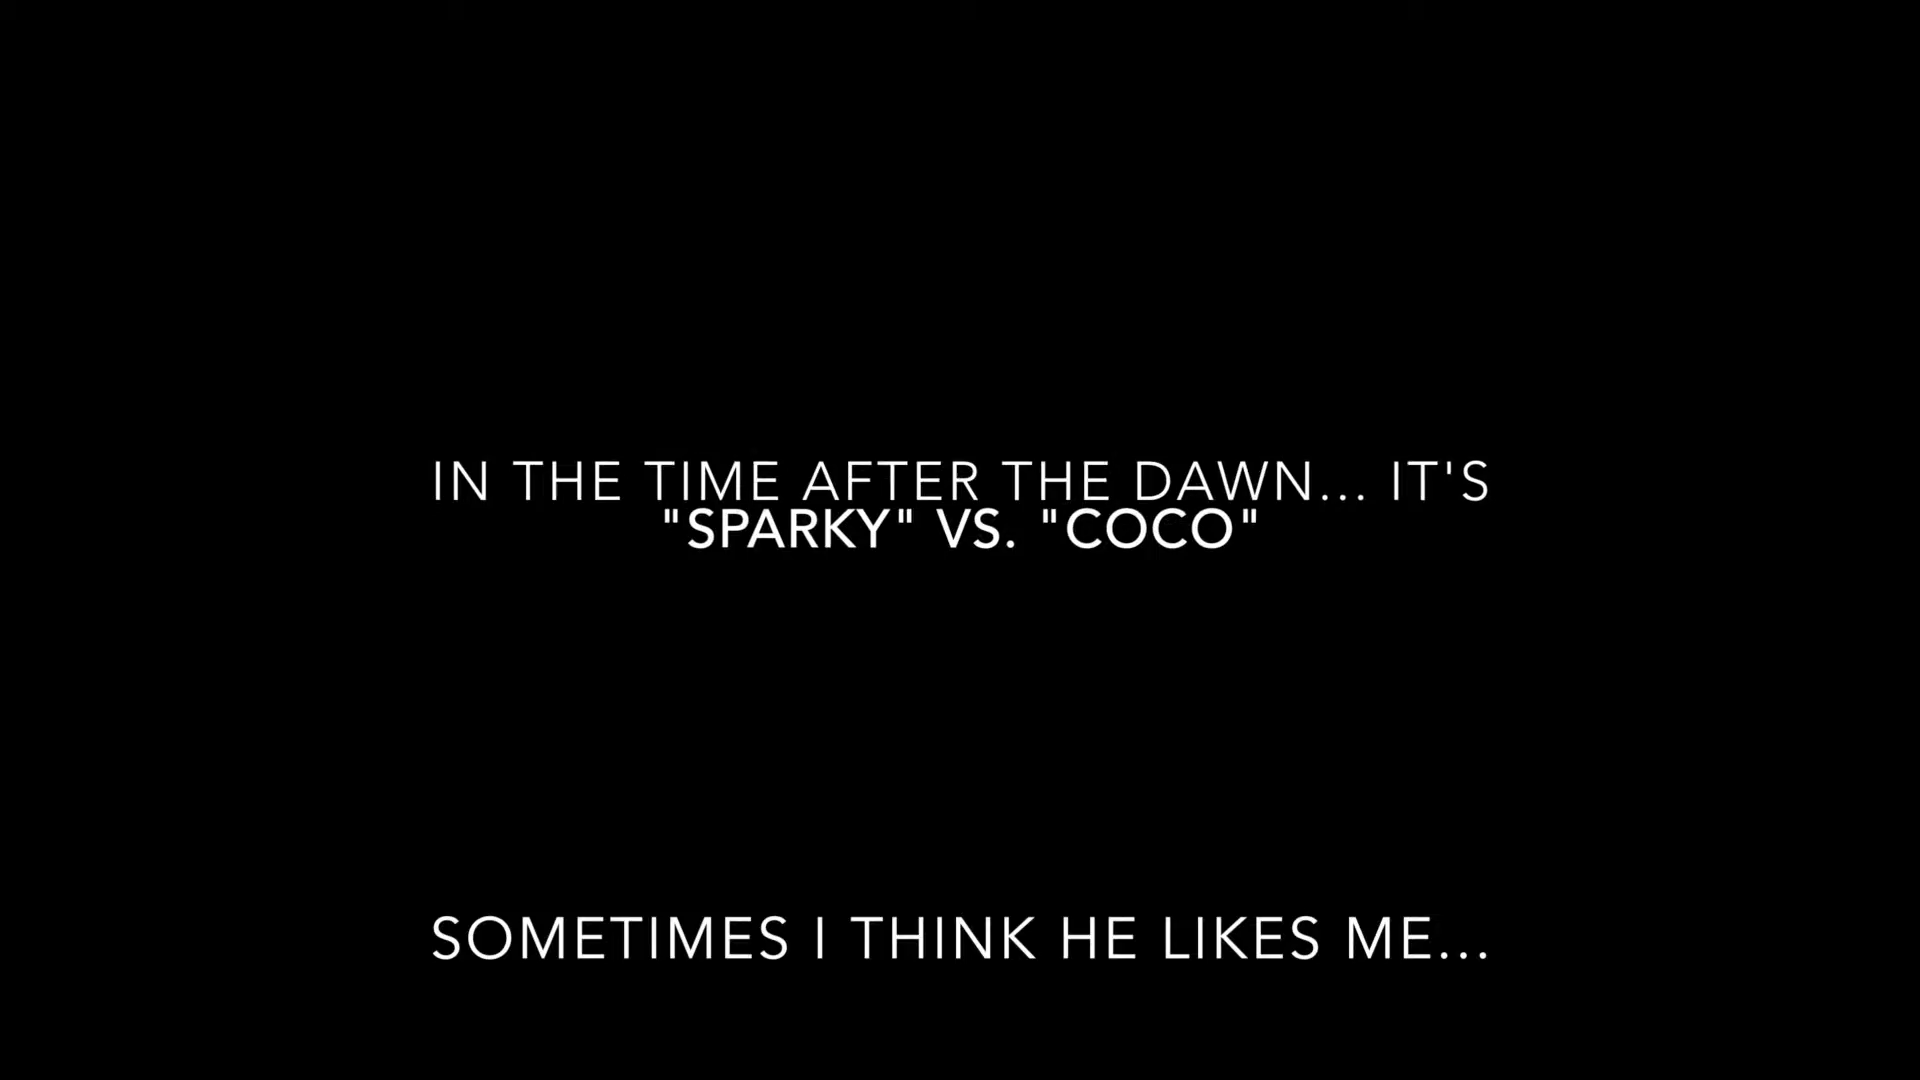 IN THE TIME AFTER THE DAWN... IT'S
"SPARKY" VS. "COCO"
SOMETIMES I THINK HE LIKES ME...